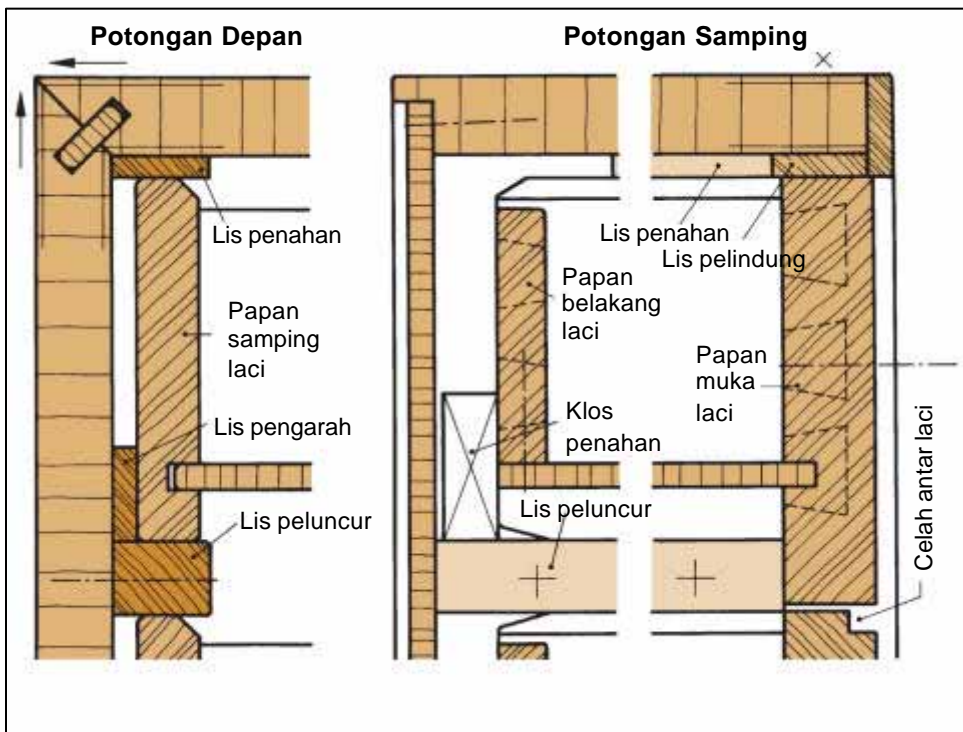 Potongan Depan
Potongan Samping
Lis penahan
Papan
samping
laci
Lis pengarah
Lis peluncur
Lis penahan
Lis pelindung
Papan
belakang
laci
Papan
muka
laci
Klos
penahan
Lis peluncur
Celah antar laci